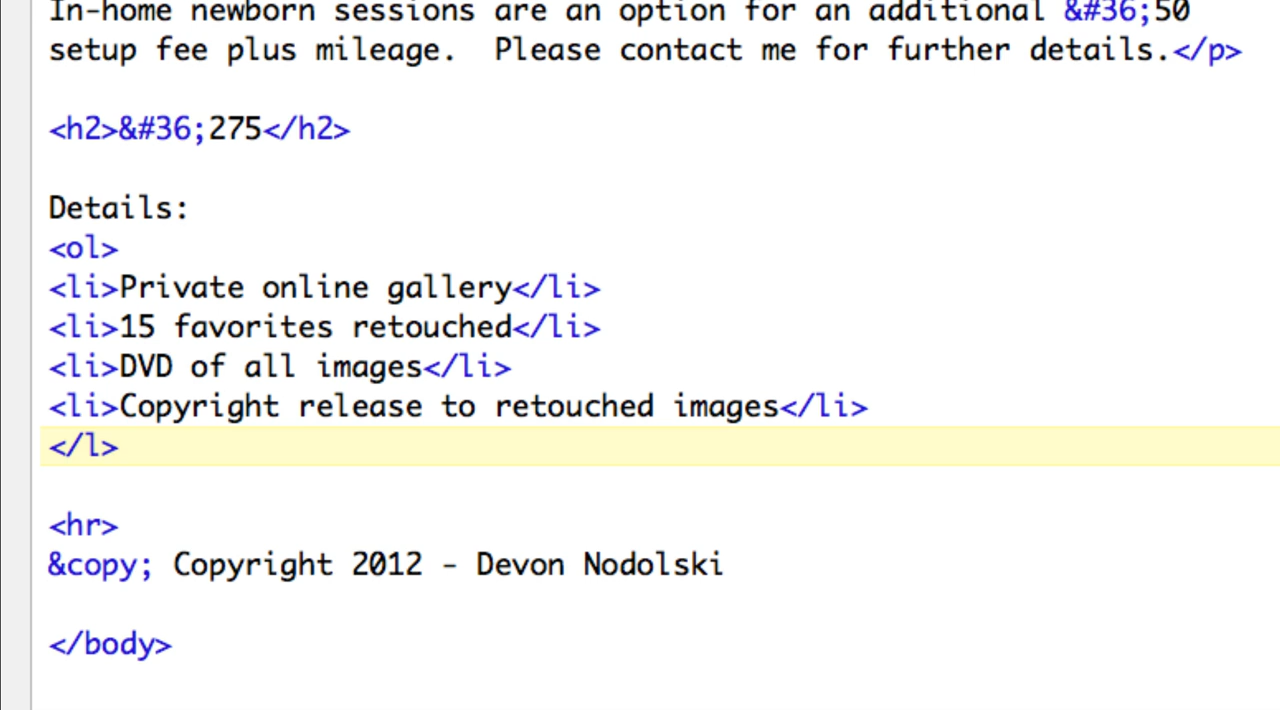 In-home newborn sessions are an option for an additional &#36;50
setup fee plus mileage.  Please contact me for further details.</p>
<h2>&#36;275</h2>
Details:
<ol>
<li>Private online gallery</li>
<li>15 favorites retouched</li>
<li>DVD of all images</li>
<li>Copyright release to retouched images</li>
</l>
<hr>
&copy; Copyright 2012 - Devon Nodolski
</body>